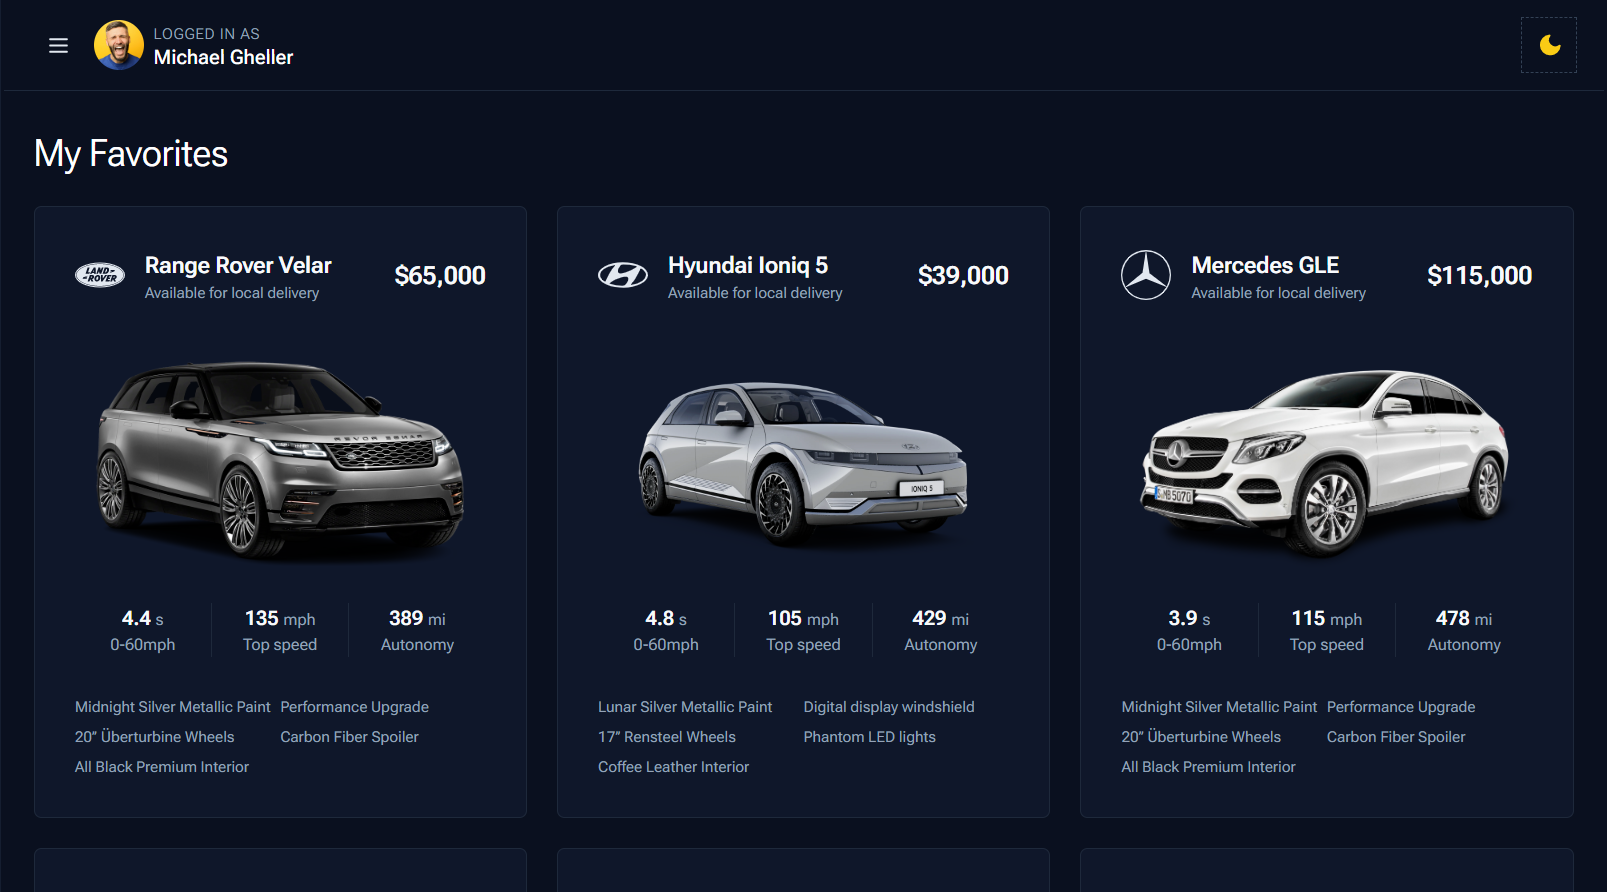 LOGGED IN AS
Michael Gheller
My Favorites
LAND-
-ROVER
Range Rover Velar
Available for local delivery
$65,000
4.4 s
0-60mph
135 mph
Top speed
389 mi
Autonomy
Midnight Silver Metallic Paint
Performance Upgrade
20” Überturbine Wheels
Carbon Fiber Spoiler
All Black Premium Interior
Hyundai Ioniq 5
Available for local delivery
$39,000
IONIQ 5
4.8 s
0-60mph
105 mph
Top speed
429 mi
Autonomy
Lunar Silver Metallic Paint
Digital display windshield
17” Rensteel Wheels
Phantom LED lights
Coffee Leather Interior
Mercedes GLE
Available for local delivery
$115,000
S·MB 5070
3.9 s
0-60mph
115 mph
Top speed
478 mi
Autonomy
Midnight Silver Metallic Paint
Performance Upgrade
20” Überturbine Wheels
Carbon Fiber Spoiler
All Black Premium Interior